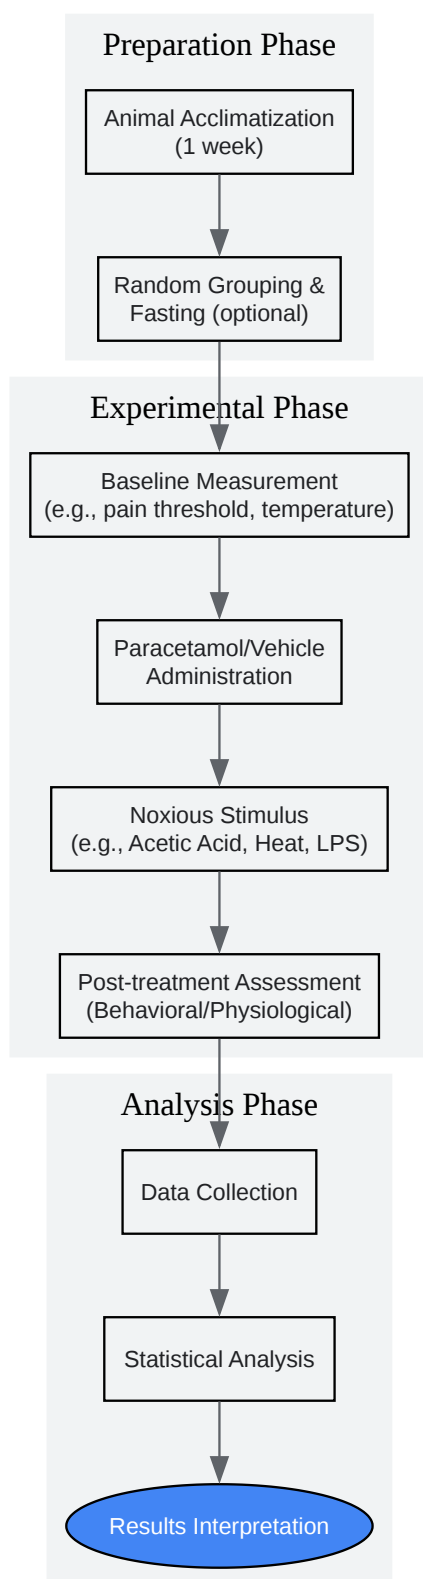 Preparation Phase
Animal Acclimatization
(1 week)
Random Grouping &
Fasting (optional)
Experimental Phase
Baseline Measurement
(e.g., pain threshold, temperature)
Paracetamol/Vehicle
Administration
Noxious Stimulus
(e.g., Acetic Acid, Heat, LPS)
Post-treatment Assessment
(Behavioral/Physiological)
Analysis Phase
Data Collection
Statistical Analysis
Results Interpretation